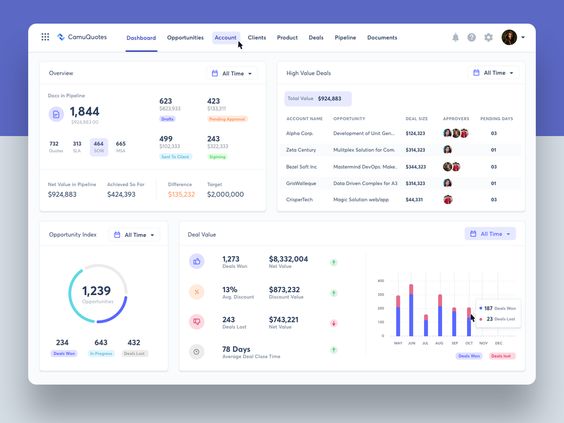 CamuQuotes
Dashboard
Opportunities
Account
Clients
Product
Deals
Pipeline
Documents
Overview
All Time
Docs in Pipeline
1,844
$924,883.00
732
Quotes
313
SLA
464
SOW
665
MSA
623
$823,933
Drafts
423
$133,311
Pending Approval
499
$102,333
Sent To Client
243
$322,333
Signing
Net Value in Pipeline
$924,883
Achieved So Far
$424,393
Difference
$135,232
Target
$2,000,000
High Value Deals
All Time
Total Value $924,883
ACCOUNT NAME OPPORTUNITY DEAL SIZE APPROVERS PENDING DAYS
Alpha Corp. Development of Unit Gen... $124,323 03
Zeta Century Mulitplex Solution for Com. $314,323 01
Bezel Soft Inc Mastermind DevOps. Make. $344,323 03
GridWalleque Data Driven Complex for A3 $314,323 01
CrisperTech Magic Solution web/app $44,331 03
Opportunity Index
All Time
1,239
Opportunities
234
Deals Won
643
In Progress
432
Deals Lost
Deal Value
All Time
1,273
Deals Won
$8,332,004
Net Value
13%
Avg. Discount
$873,232
Discount Value
243
Deals Lost
$743,221
Net Value
78 Days
Average Deal Close Time
400
300
200
100
0
MAY JUN JUL AUG SEP OCT NOV DEC
187 Deals Won
23 Deals Lost
Deals Won
Deals lost